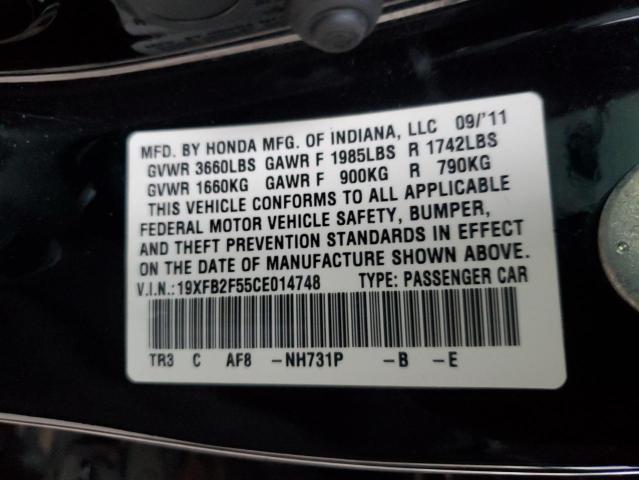 MFD. BY HONDA MFG. OF INDIANA, LLC 09/'11
GVWR 3660LBS GAWR F 1985LBS R 1742LBS
GVWR 1660KG GAWR F 900KG R 790KG
THIS VEHICLE CONFORMS TO ALL APPLICABLE
FEDERAL MOTOR VEHICLE SAFETY, BUMPER,
AND THEFT PREVENTION STANDARDS IN EFFECT
ON THE DATE OF MANUFACTURE SHOWN ABOVE.
V.I.N.:19XFB2F55CE014748 TYPE: PASSENGER CAR
TR3 C AF8 -NH731P -B -E